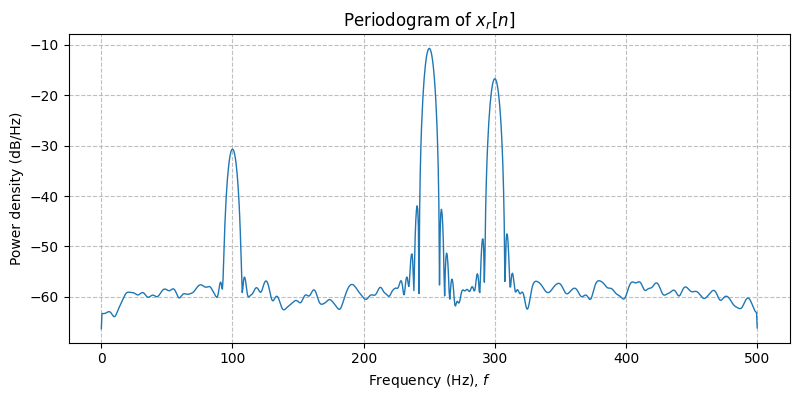 Periodogram of $x_r[n]$
−10
−20
−30
−40
−50
−60
Power density (dB/Hz)
0 100 200 300 400 500
Frequency (Hz), $f$